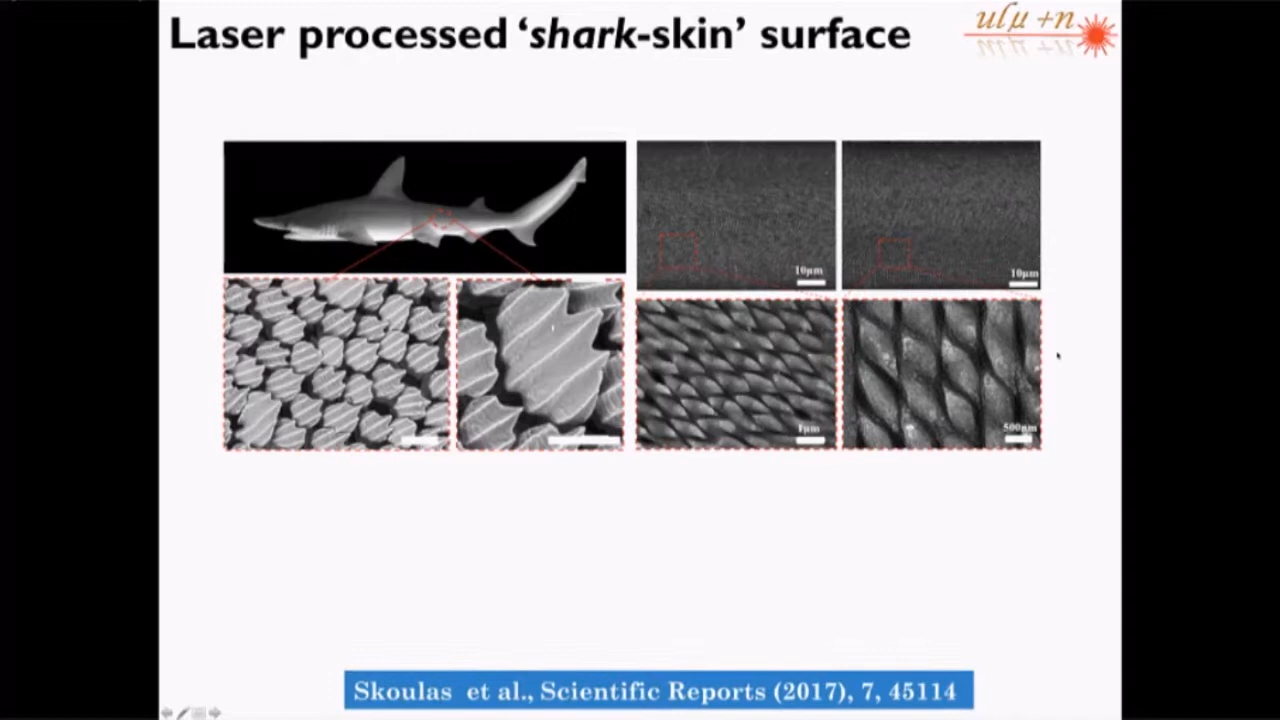 Laser processed ‘shark-skin’ surface
ulμ +n
10μm
10μm
1μm
500nm
Skoulas et al., Scientific Reports (2017), 7, 45114